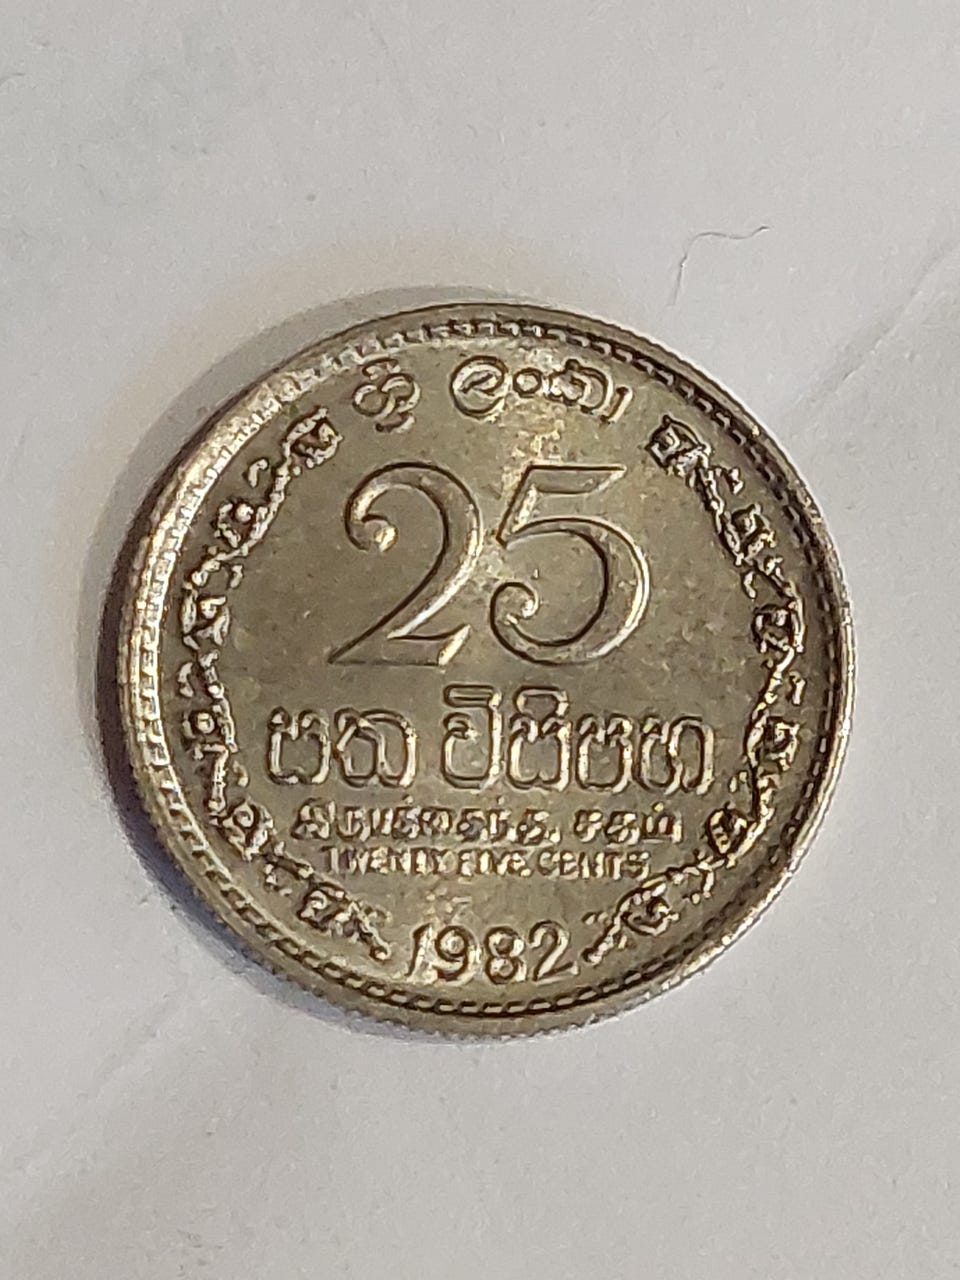 ශ්‍රී ලංකා
25
සත විසිපහ
இருபத்தைந்து சதம்
TWENTY FIVE CENTS
1982